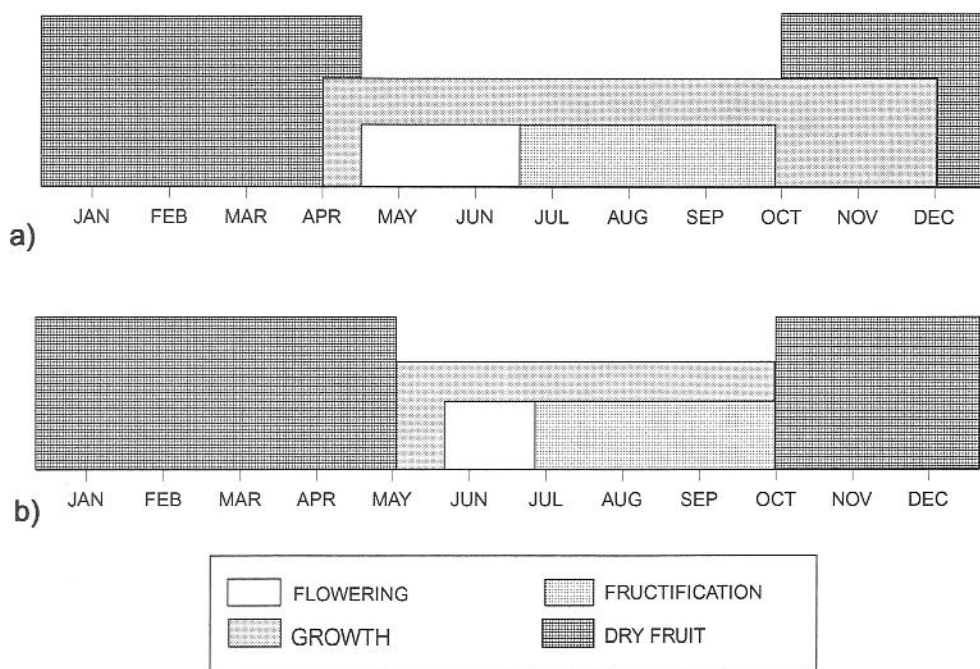 JAN FEB MAR APR MAY JUN JUL AUG SEP OCT NOV DEC
a)
JAN FEB MAR APR MAY JUN JUL AUG SEP OCT NOV DEC
b)
FLOWERING FRUCTIFICATION
GROWTH DRY FRUIT